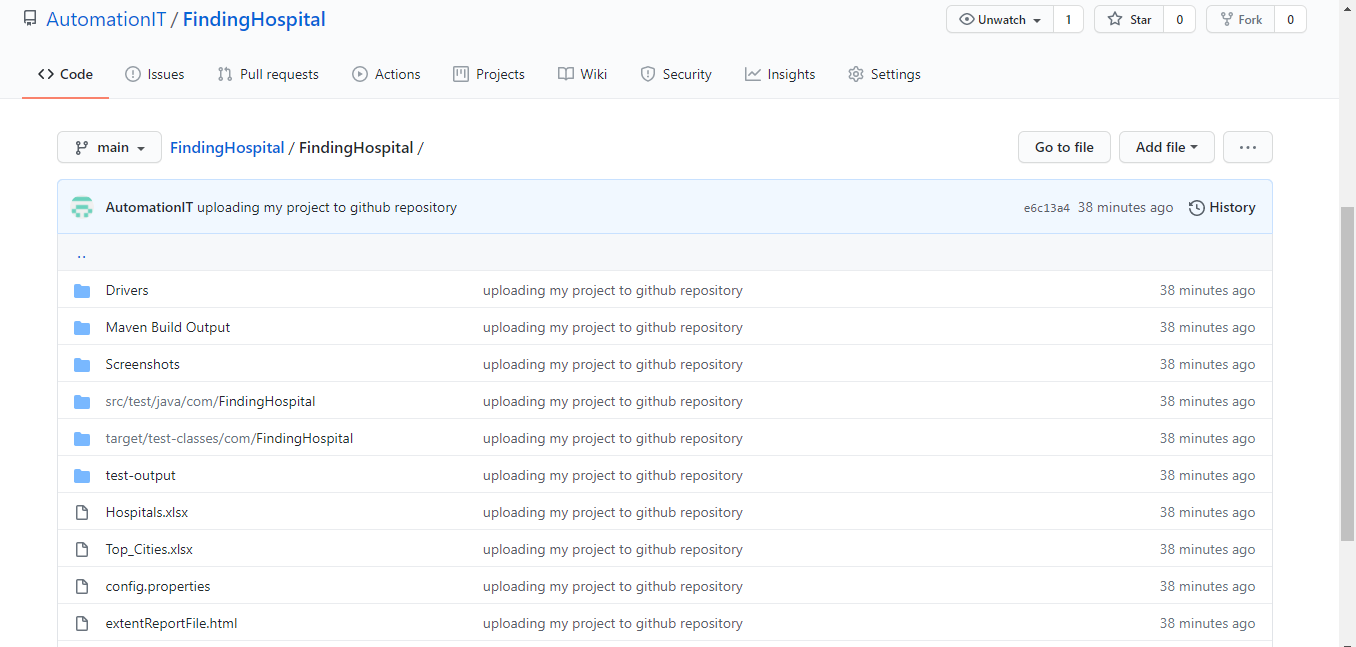 AutomationIT / FindingHospital Unwatch 1 Star 0 Fork 0
Code Issues Pull requests Actions Projects Wiki Security Insights Settings
main FindingHospital / FindingHospital / Go to file Add file ...
AutomationIT uploading my project to github repository e6c13a4 38 minutes ago History
..
Drivers uploading my project to github repository 38 minutes ago
Maven Build Output uploading my project to github repository 38 minutes ago
Screenshots uploading my project to github repository 38 minutes ago
src/test/java/com/FindingHospital uploading my project to github repository 38 minutes ago
target/test-classes/com/FindingHospital uploading my project to github repository 38 minutes ago
test-output uploading my project to github repository 38 minutes ago
Hospitals.xlsx uploading my project to github repository 38 minutes ago
Top_Cities.xlsx uploading my project to github repository 38 minutes ago
config.properties uploading my project to github repository 38 minutes ago
extentReportFile.html uploading my project to github repository 38 minutes ago